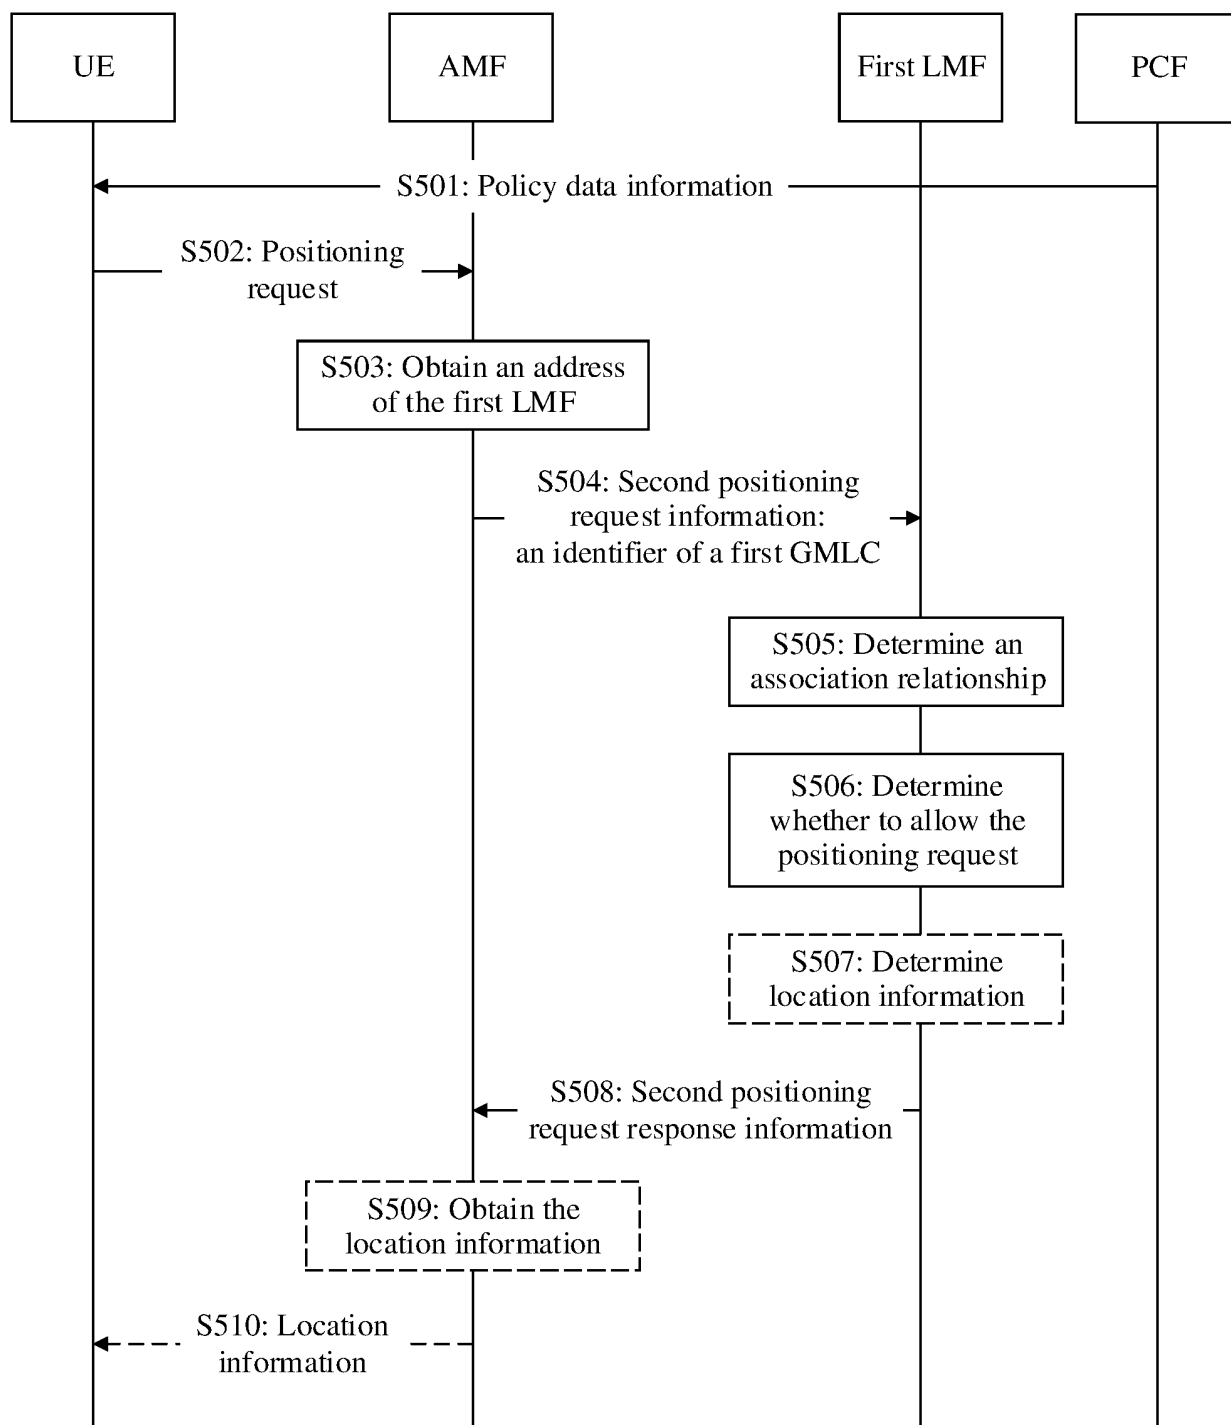 UE
AMF
First LMF
PCF
S501: Policy data information
S502: Positioning
request
S503: Obtain an address
of the first LMF
S504: Second positioning
request information:
an identifier of a first GMLC
S505: Determine an
association relationship
S506: Determine
whether to allow the
positioning request
S507: Determine
location information
S508: Second positioning
request response information
S509: Obtain the
location information
S510: Location
information